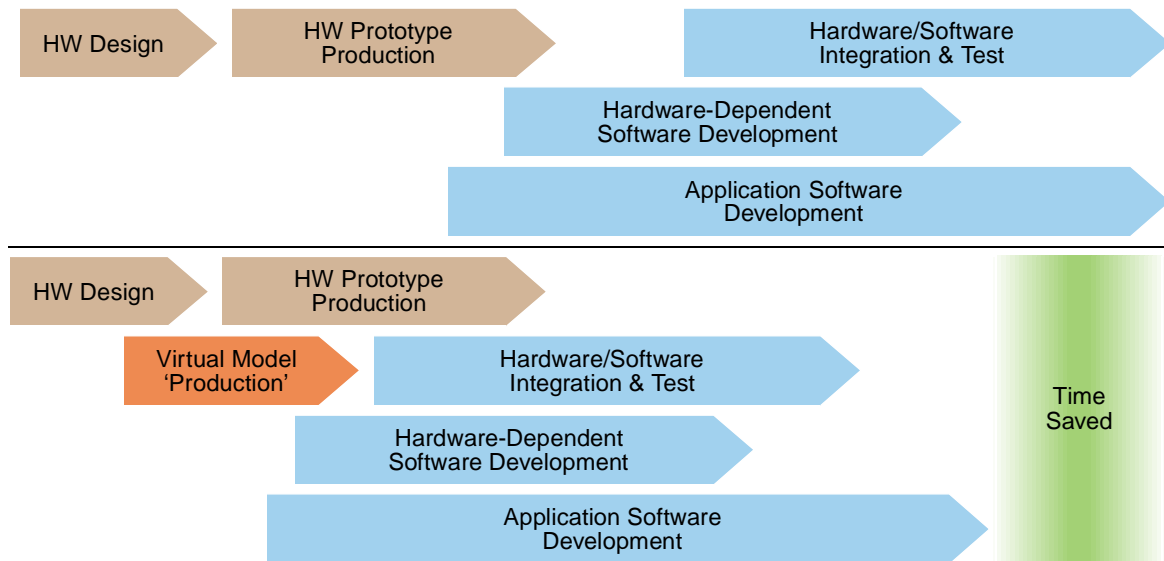 HW Design
HW Prototype
Production
Hardware/Software
Integration & Test
Hardware-Dependent
Software Development
Application Software
Development
HW Design
HW Prototype
Production
Virtual Model
‘Production’
Hardware/Software
Integration & Test
Hardware-Dependent
Software Development
Application Software
Development
Time
Saved